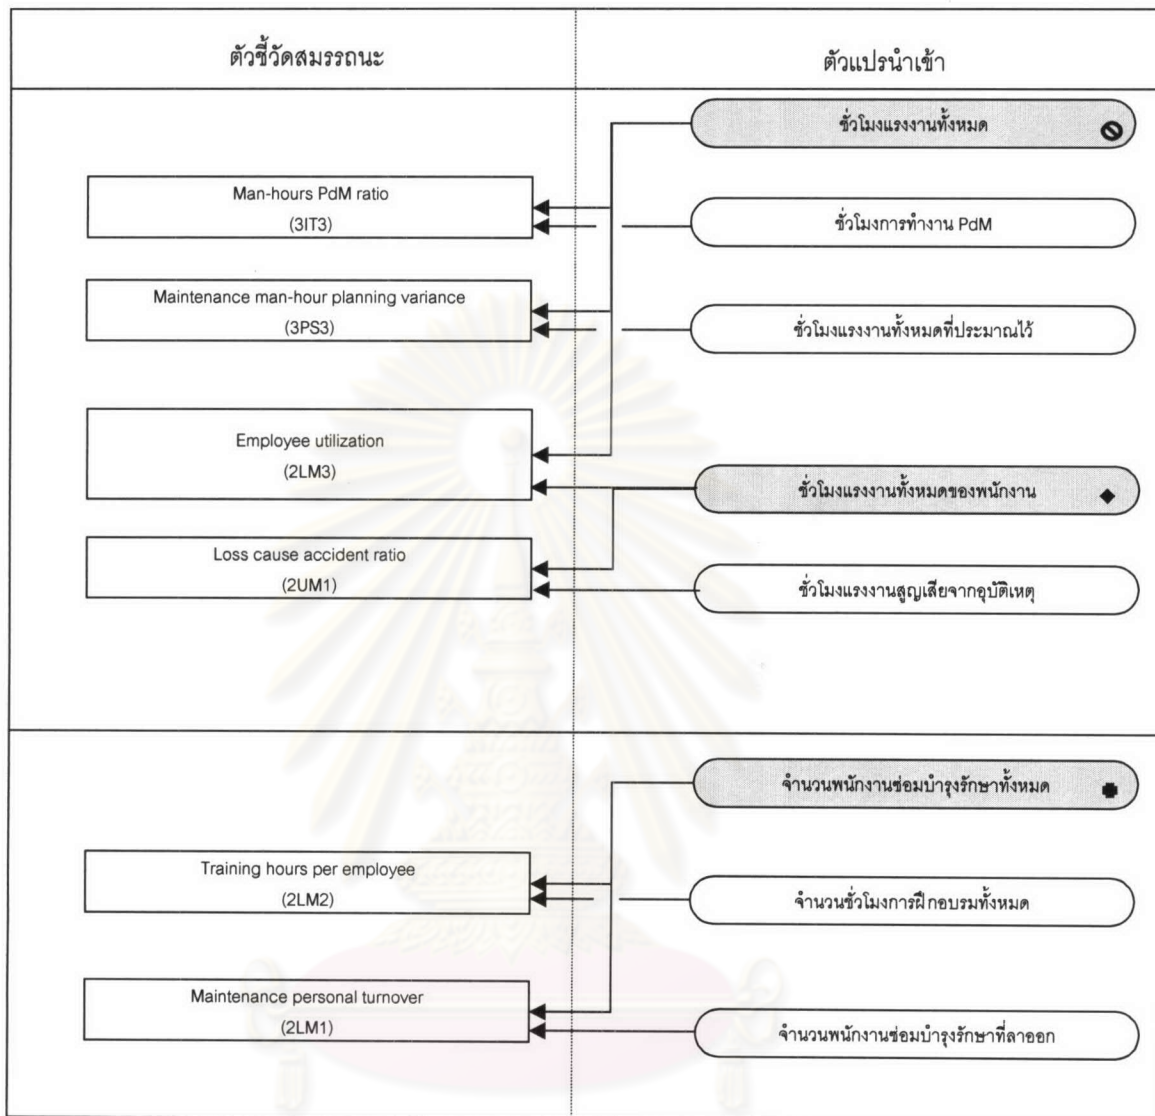 ตัวชี้วัดสมรรถนะ
ตัวแปรนำเข้า
ชั่วโมงแรงงานทั้งหมด
Man-hours PdM ratio
(3IT3)
ชั่วโมงการทำงาน PdM
Maintenance man-hour planning variance
(3PS3)
ชั่วโมงแรงงานทั้งหมดที่ประมาณไว้
Employee utilization
(2LM3)
ชั่วโมงแรงงานทั้งหมดของพนักงาน
Loss cause accident ratio
(2UM1)
ชั่วโมงแรงงานสูญเสียจากอุบัติเหตุ
จำนวนพนักงานซ่อมบำรุงรักษาทั้งหมด
Training hours per employee
(2LM2)
จำนวนชั่วโมงการฝึกอบรมทั้งหมด
Maintenance personal turnover
(2LM1)
จำนวนพนักงานซ่อมบำรุงรักษาที่ลาออก